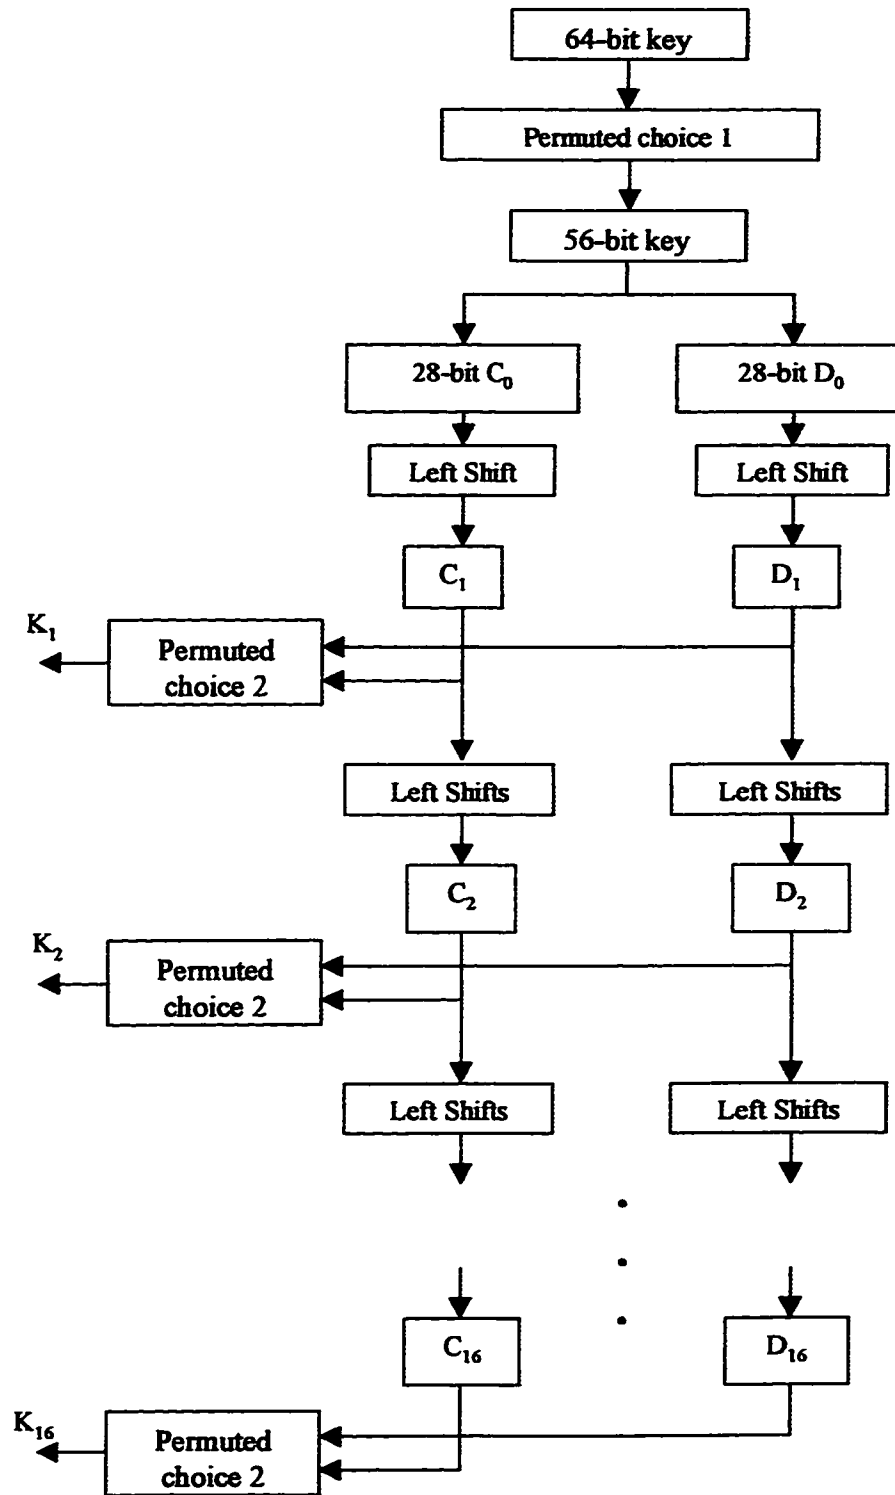 64-bit key
Permuted choice 1
56-bit key
28-bit C₀
28-bit D₀
Left Shift
Left Shift
C₁
D₁
K₁
Permuted
choice 2
Left Shifts
Left Shifts
C₂
D₂
K₂
Permuted
choice 2
Left Shifts
Left Shifts
C₁₆
D₁₆
K₁₆
Permuted
choice 2